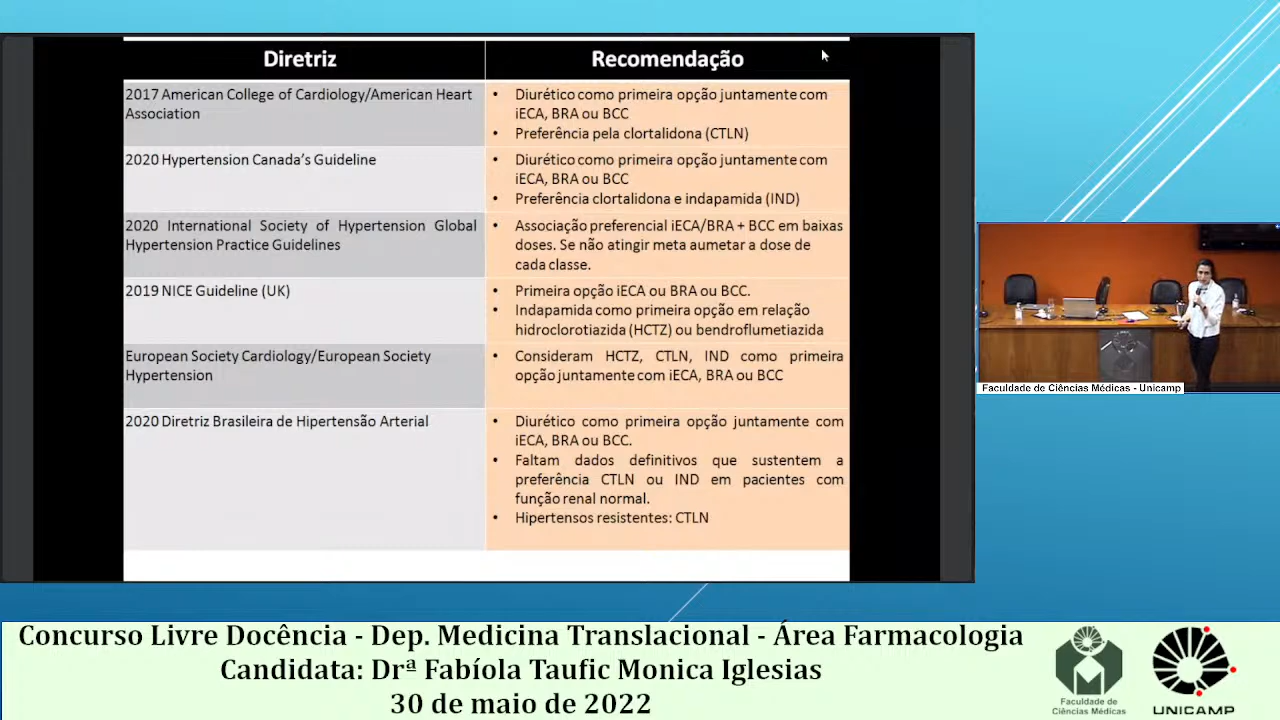 Diretriz
Recomendação
2017 American College of Cardiology/American Heart
Association
• Diurético como primeira opção juntamente com
iECA, BRA ou BCC
• Preferência pela clortalidona (CTLN)
2020 Hypertension Canada's Guideline
• Diurético como primeira opção juntamente com
iECA, BRA ou BCC
• Preferência clortalidona e indapamida (IND)
2020 International Society of Hypertension Global
Hypertension Practice Guidelines
• Associação preferencial iECA/BRA + BCC em baixas
doses. Se não atingir meta aumetar a dose de
cada classe.
2019 NICE Guideline (UK)
• Primeira opção iECA ou BRA ou BCC.
• Indapamida como primeira opção em relação
hidroclorotiazida (HCTZ) ou bendroflumetiazida
European Society Cardiology/European Society
Hypertension
• Consideram HCTZ, CTLN, IND como primeira
opção juntamente com iECA, BRA ou BCC
2020 Diretriz Brasileira de Hipertensão Arterial
• Diurético como primeira opção juntamente com
iECA, BRA ou BCC.
• Faltam dados definitivos que sustentem a
preferência CTLN ou IND em pacientes com
função renal normal.
• Hipertensos resistentes: CTLN
Faculdade de Ciências Médicas - Unicamp
Concurso Livre Docência - Dep. Medicina Translacional - Área Farmacologia
Candidata: Drª Fabíola Taufic Monica Iglesias
30 de maio de 2022
Faculdade de
Ciências Médicas
UNICAMP